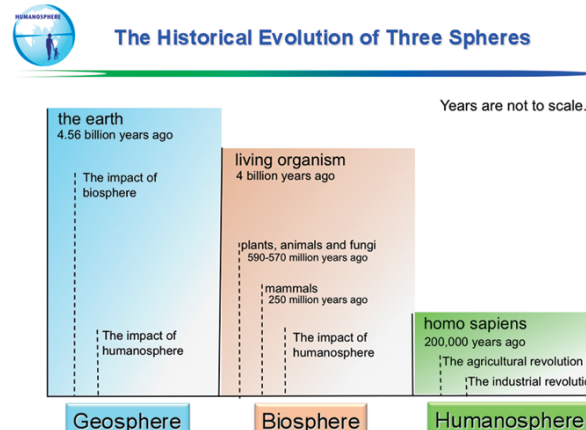 HUMANOSPHERE
The Historical Evolution of Three Spheres
Years are not to scale.
the earth
4.56 billion years ago
The impact of
biosphere
The impact of
humanosphere
living organism
4 billion years ago
plants, animals and fungi
590-570 million years ago
mammals
250 million years ago
The impact of
humanosphere
homo sapiens
200,000 years ago
The agricultural revolution
The industrial
Geosphere
Biosphere
Humanosphere